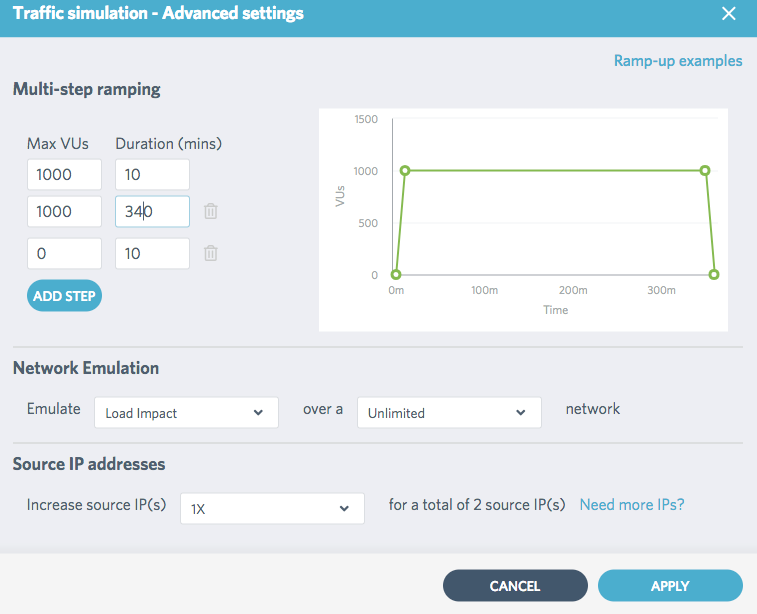 Traffic simulation - Advanced settings
Ramp-up examples
Multi-step ramping
Max VUs Duration (mins)
1000 10
1000 340
0 10
ADD STEP
1500
1000
500
0
VUs
0m 100m 200m 300m
Time
Network Emulation
Emulate Load Impact over a Unlimited network
Source IP addresses
Increase source IP(s) 1X for a total of 2 source IP(s) Need more IPs?
CANCEL APPLY